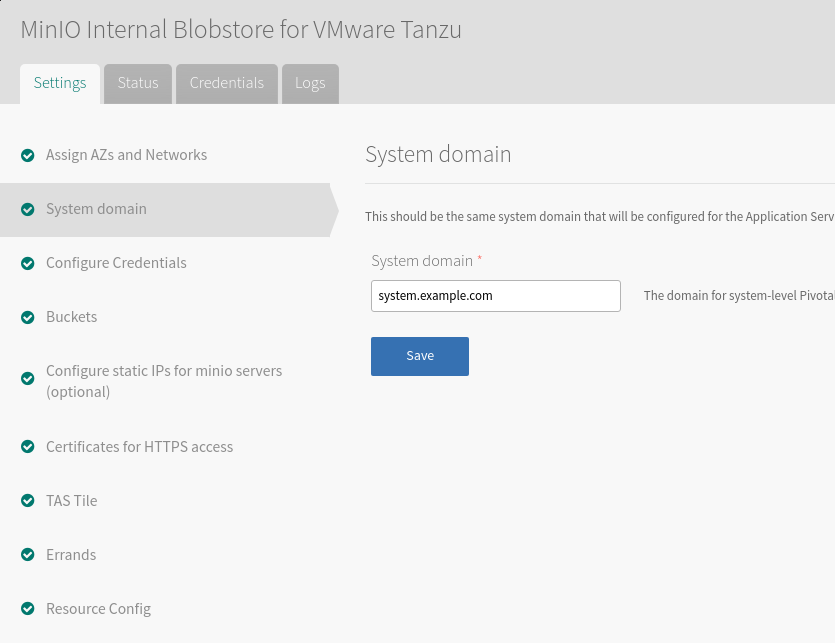 MinIO Internal Blobstore for VMware Tanzu
Settings
Status
Credentials
Logs
Assign AZs and Networks
System domain
Configure Credentials
Buckets
Configure static IPs for minio servers
(optional)
Certificates for HTTPS access
TAS Tile
Errands
Resource Config
System domain
This should be the same system domain that will be configured for the Application Serv
System domain *
system.example.com
The domain for system-level Pivota
Save